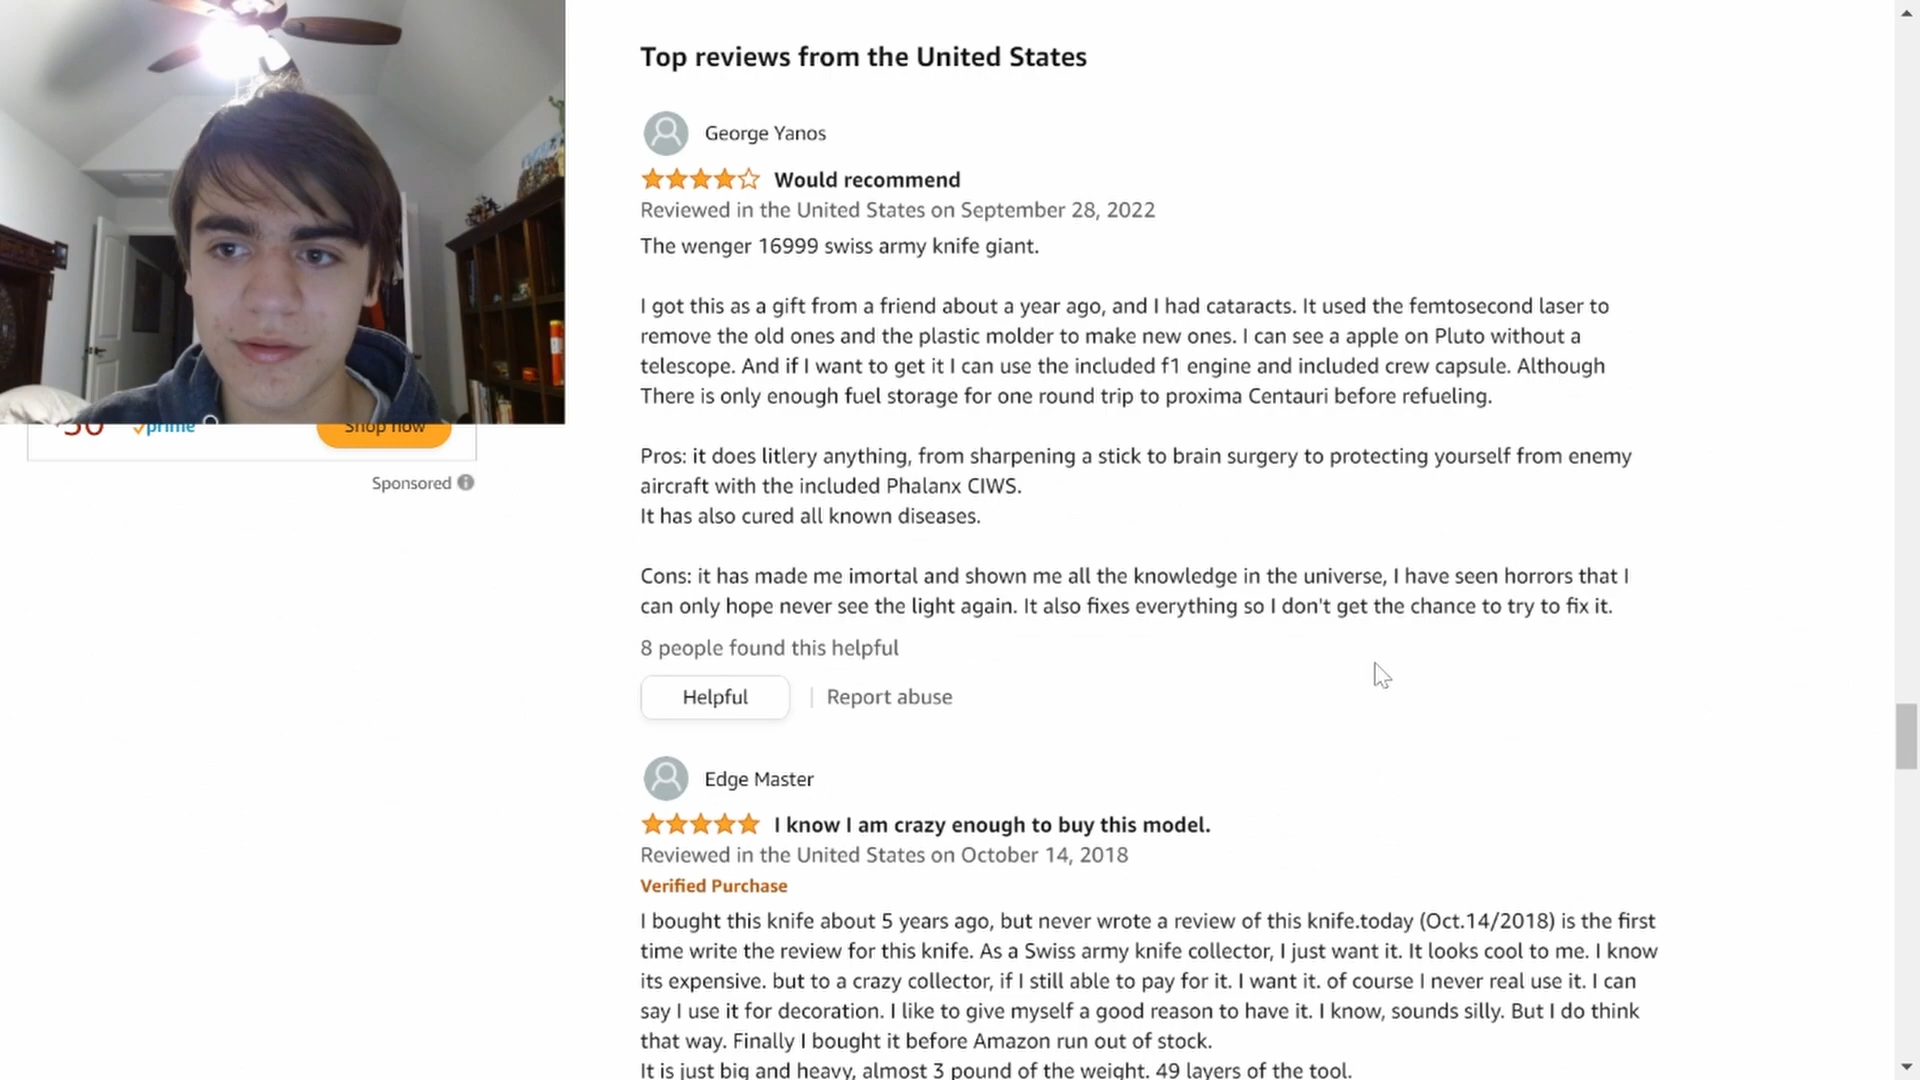 Top reviews from the United States
George Yanos
Would recommend
Reviewed in the United States on September 28, 2022
The wenger 16999 swiss army knife giant.
I got this as a gift from a friend about a year ago, and I had cataracts. It used the femtosecond laser to
remove the old ones and the plastic molder to make new ones. I can see a apple on Pluto without a
telescope. And if I want to get it I can use the included f1 engine and included crew capsule. Although
There is only enough fuel storage for one round trip to proxima Centauri before refueling.
prime Shop now
Sponsored
Pros: it does litlery anything, from sharpening a stick to brain surgery to protecting yourself from enemy
aircraft with the included Phalanx CIWS.
It has also cured all known diseases.
Cons: it has made me imortal and shown me all the knowledge in the universe, I have seen horrors that I
can only hope never see the light again. It also fixes everything so I don't get the chance to try to fix it.
8 people found this helpful
Helpful | Report abuse
Edge Master
I know I am crazy enough to buy this model.
Reviewed in the United States on October 14, 2018
Verified Purchase
I bought this knife about 5 years ago, but never wrote a review of this knife.today (Oct.14/2018) is the first
time write the review for this knife. As a Swiss army knife collector, I just want it. It looks cool to me. I know
its expensive. but to a crazy collector, if I still able to pay for it. I want it. of course I never real use it. I can
say I use it for decoration. I like to give myself a good reason to have it. I know, sounds silly. But I do think
that way. Finally I bought it before Amazon run out of stock.
It is just big and heavy, almost 3 pound of the weight. 49 layers of the tool.